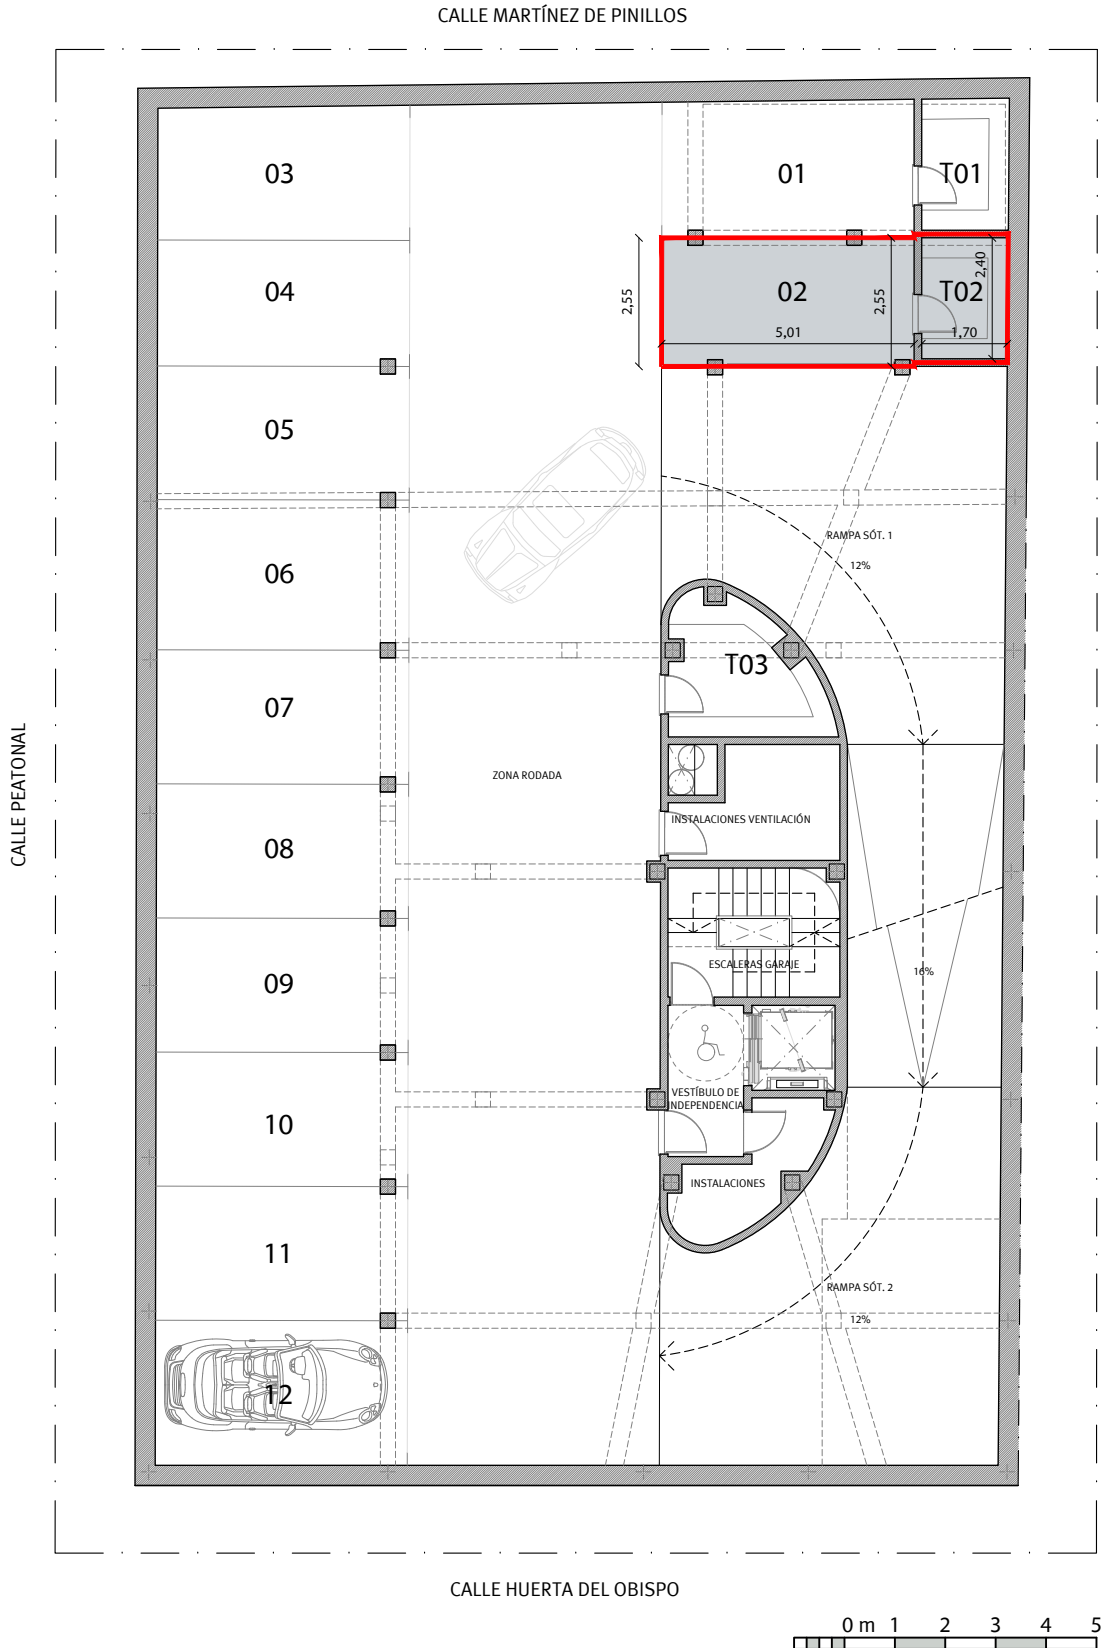 CALLE MARTÍNEZ DE PINILLOS
03
01
T01
04
02
T02
2,55
2,55
2,40
5,01
1,70
05
RAMPA SÓT. 1
12%
06
T03
07
ZONA RODADA
CALLE PEATONAL
INSTALACIONES VENTILACIÓN
08
ESCALERAS GARAJE
16%
09
VESTÍBULO DE
INDEPENDENCIA
10
INSTALACIONES
11
RAMPA SÓT. 2
12%
12
CALLE HUERTA DEL OBISPO
0 m 1 2 3 4 5